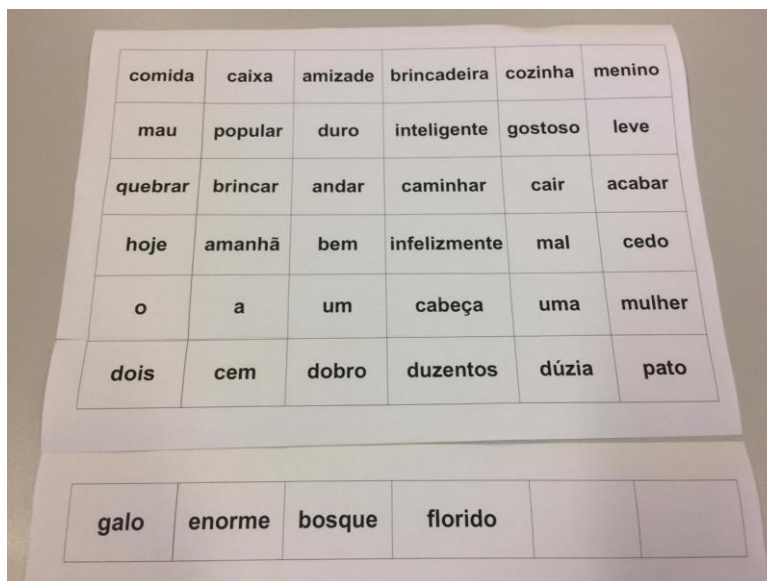 comida caixa amizade brincadeira cozinha menino
mau popular duro inteligente gostoso leve
quebrar brincar andar caminhar cair acabar
hoje amanhã bem infelizmente mal cedo
o a um cabeça uma mulher
dois cem dobro duzentos dúzia pato
galo enorme bosque florido